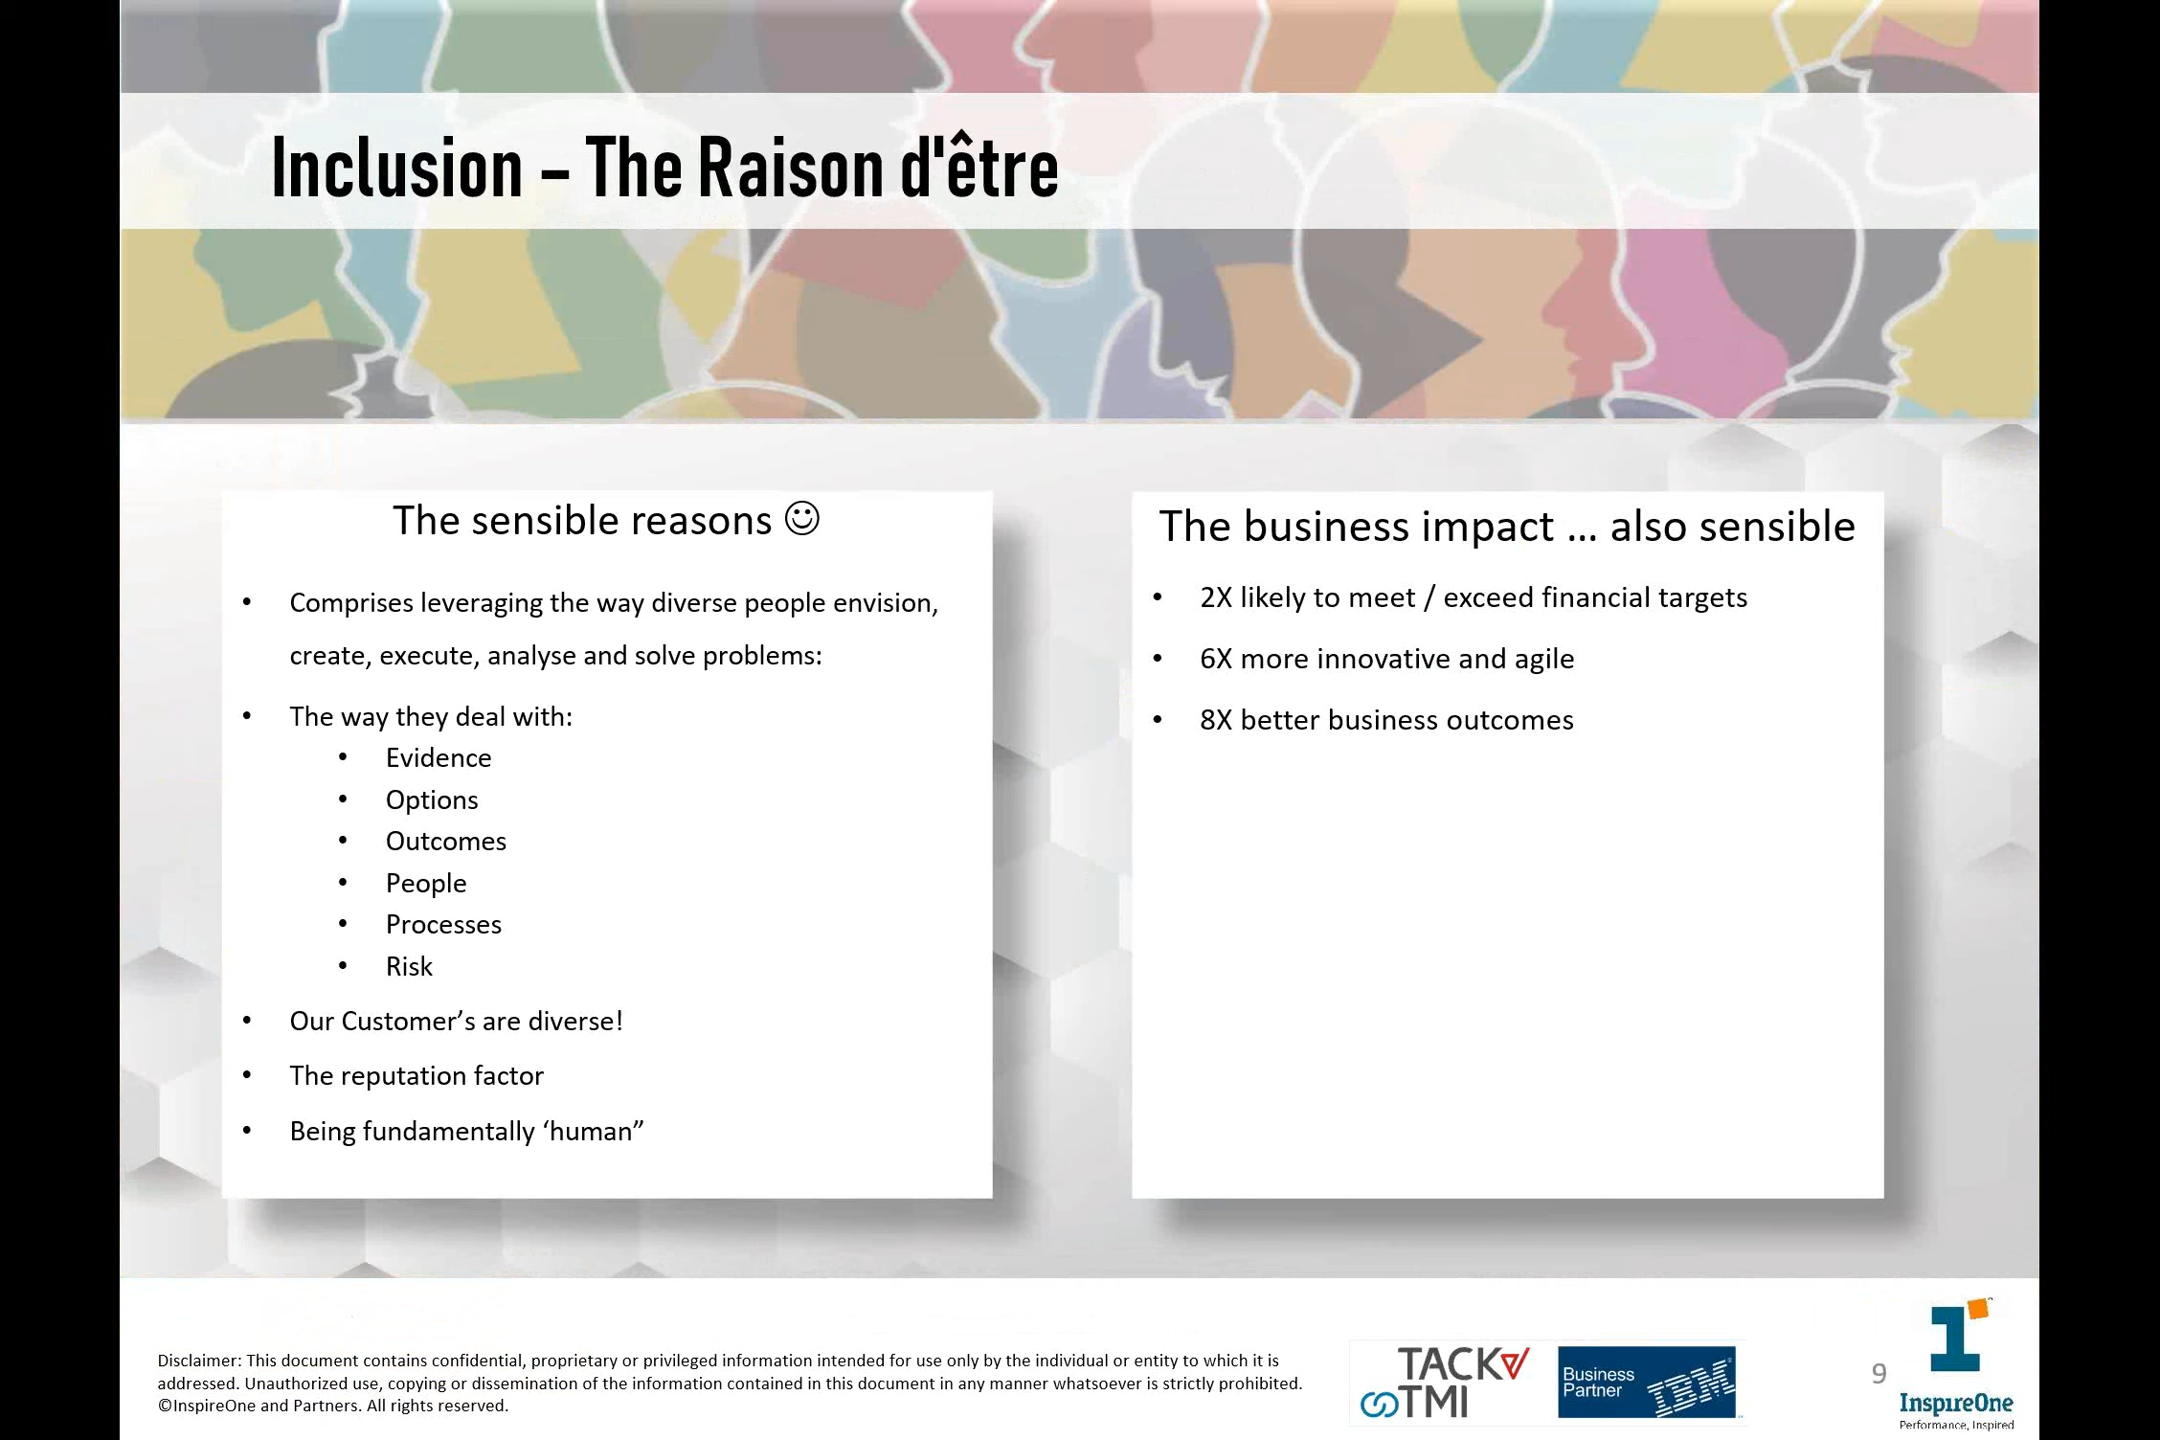 Inclusion – The Raison d'être
The sensible reasons ☺
• Comprises leveraging the way diverse people envision,
create, execute, analyse and solve problems:
• The way they deal with:
• Evidence
• Options
• Outcomes
• People
• Processes
• Risk
• Our Customer’s are diverse!
• The reputation factor
• Being fundamentally ‘human”
The business impact ... also sensible
• 2X likely to meet / exceed financial targets
• 6X more innovative and agile
• 8X better business outcomes
Disclaimer: This document contains confidential, proprietary or privileged information intended for use only by the individual or entity to which it is
addressed. Unauthorized use, copying or dissemination of the information contained in this document in any manner whatsoever is strictly prohibited.
©InspireOne and Partners. All rights reserved.
TACK
TMI
Business
Partner
IBM
9
InspireOne
Performance, Inspired